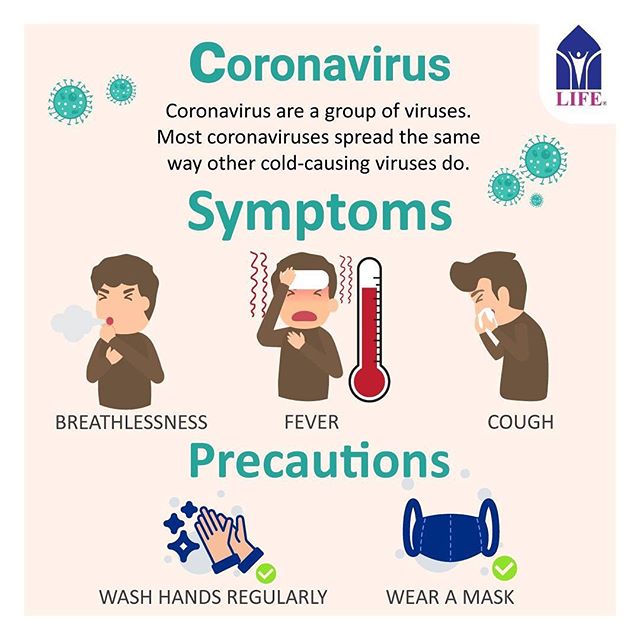 Coronavirus
LIFE®
Coronavirus are a group of viruses.
Most coronaviruses spread the same
way other cold-causing viruses do.
Symptoms
BREATHLESSNESS
FEVER
COUGH
Precautions
WASH HANDS REGULARLY
WEAR A MASK